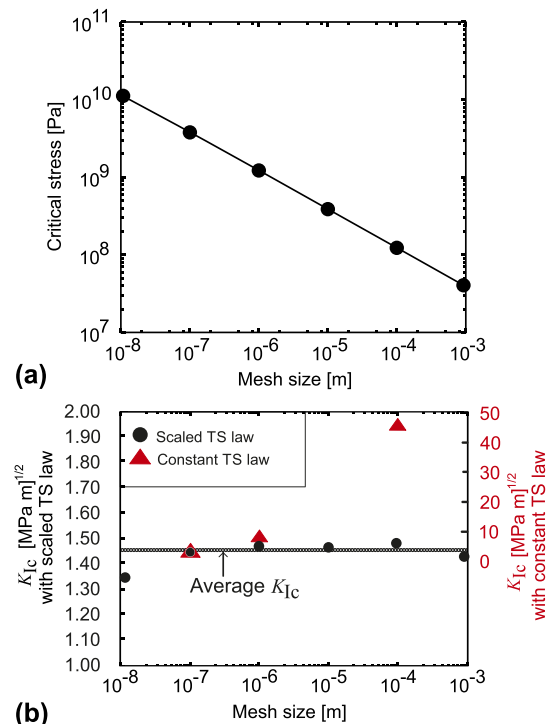 10^11
10^10
10^9
10^8
10^7
Critical stress [Pa]
10^-8 10^-7 10^-6 10^-5 10^-4 10^-3
Mesh size [m]
(a)
2.00
1.90
1.80
1.70
1.60
1.50
1.40
1.30
1.20
1.10
1.00
K_Ic [MPa m]^1/2
with scaled TS law
Scaled TS law
Constant TS law
Average K_Ic
50
40
30
20
10
0
K_Ic [MPa m]^1/2
with constant TS law
10^-8 10^-7 10^-6 10^-5 10^-4 10^-3
Mesh size [m]
(b)